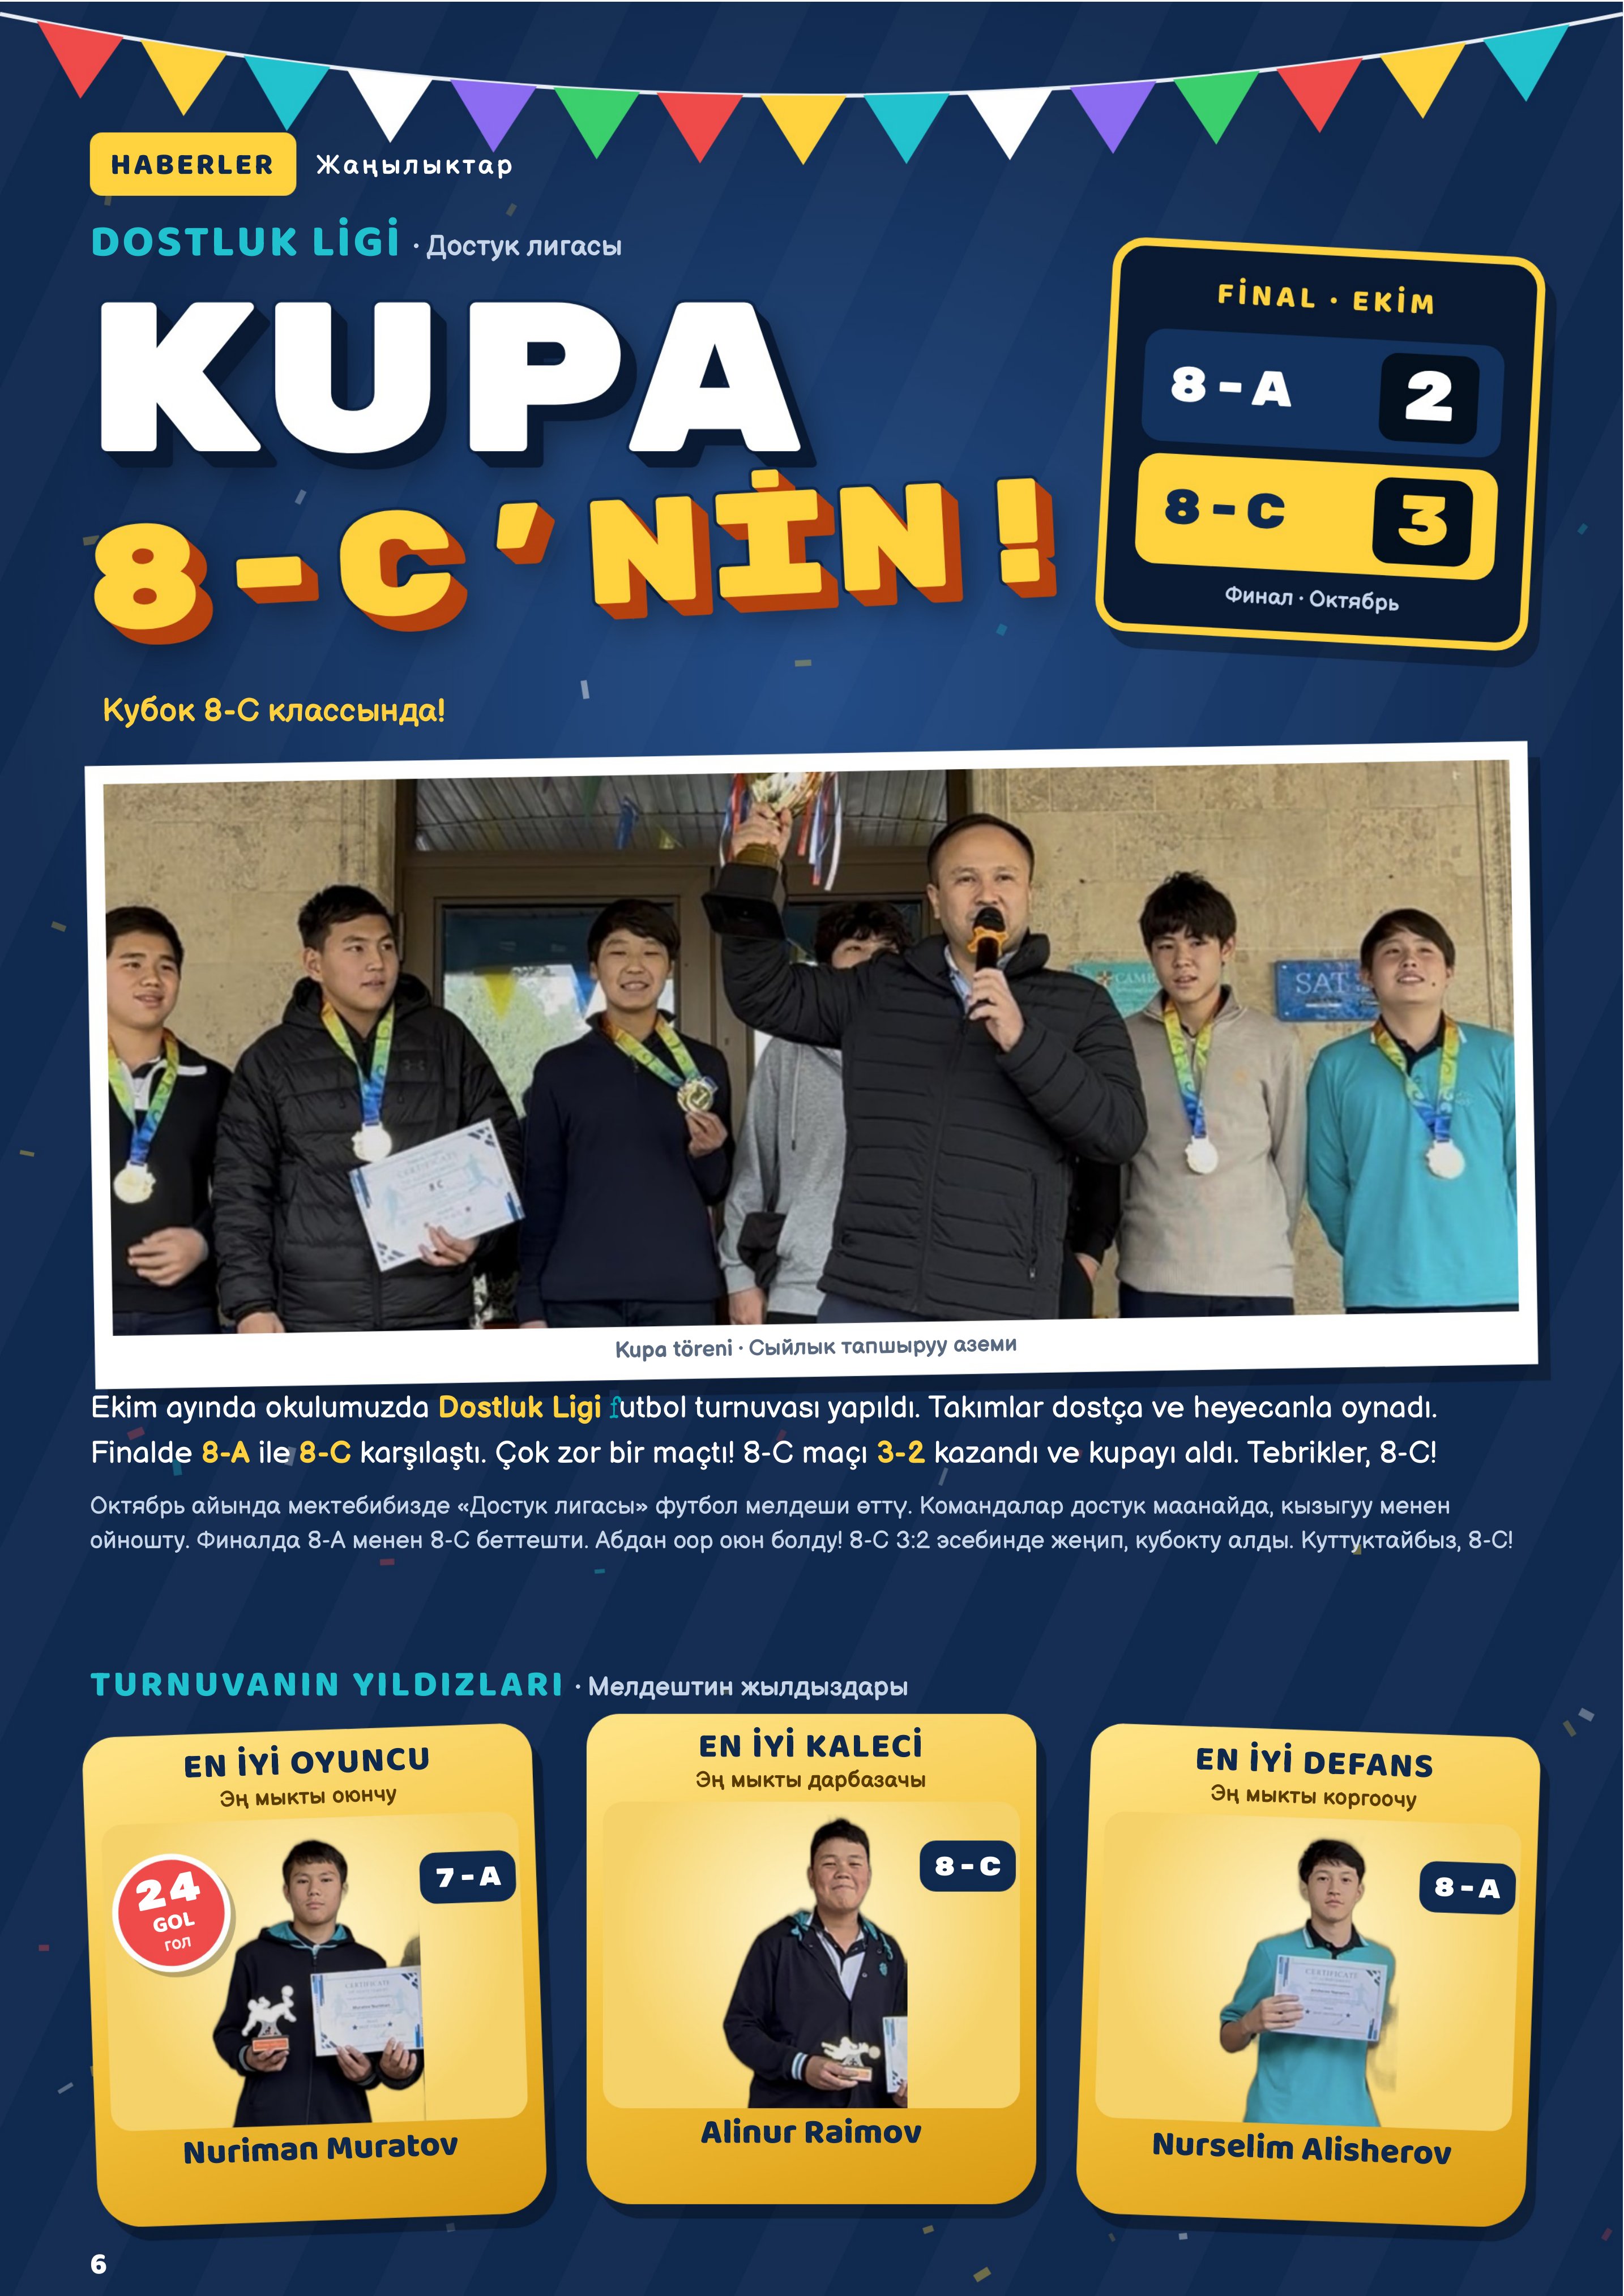 HABERLER Жаңылыктар
DOSTLUK LİGİ · Достук лигасы
KUPA
8-C'NİN!
Кубок 8-С классында!
FİNAL · EKİM
8-A 2
8-C 3
Финал · Октябрь
SAT
CERTIFICATE
8 C
Kupa töreni · Сыйлык тапшыруу аземи
Ekim ayında okulumuzda Dostluk Ligi futbol turnuvası yapıldı. Takımlar dostça ve heyecanla oynadı.
Finalde 8-A ile 8-C karşılaştı. Çok zor bir maçtı! 8-C maçı 3-2 kazandı ve kupayı aldı. Tebrikler, 8-C!
Октябрь айында мектебибизде «Достук лигасы» футбол мелдеши өттү. Командалар достук маанайда, кызыгуу менен
ойношту. Финалда 8-А менен 8-С беттешти. Абдан оор оюн болду! 8-С 3:2 эсебинде жеңип, кубокту алды. Куттуктайбыз, 8-С!
TURNUVANIN YILDIZLARI · Мелдештин жылдыздары
EN İYİ OYUNCU
Эң мыкты оюнчу
24
GOL
гол
7-A
CERTIFICATE
Nuriman Muratov
EN İYİ KALECİ
Эң мыкты дарбазачы
8-C
Alinur Raimov
EN İYİ DEFANS
Эң мыкты коргоочу
8-A
CERTIFICATE
Nurselim Alisherov
6